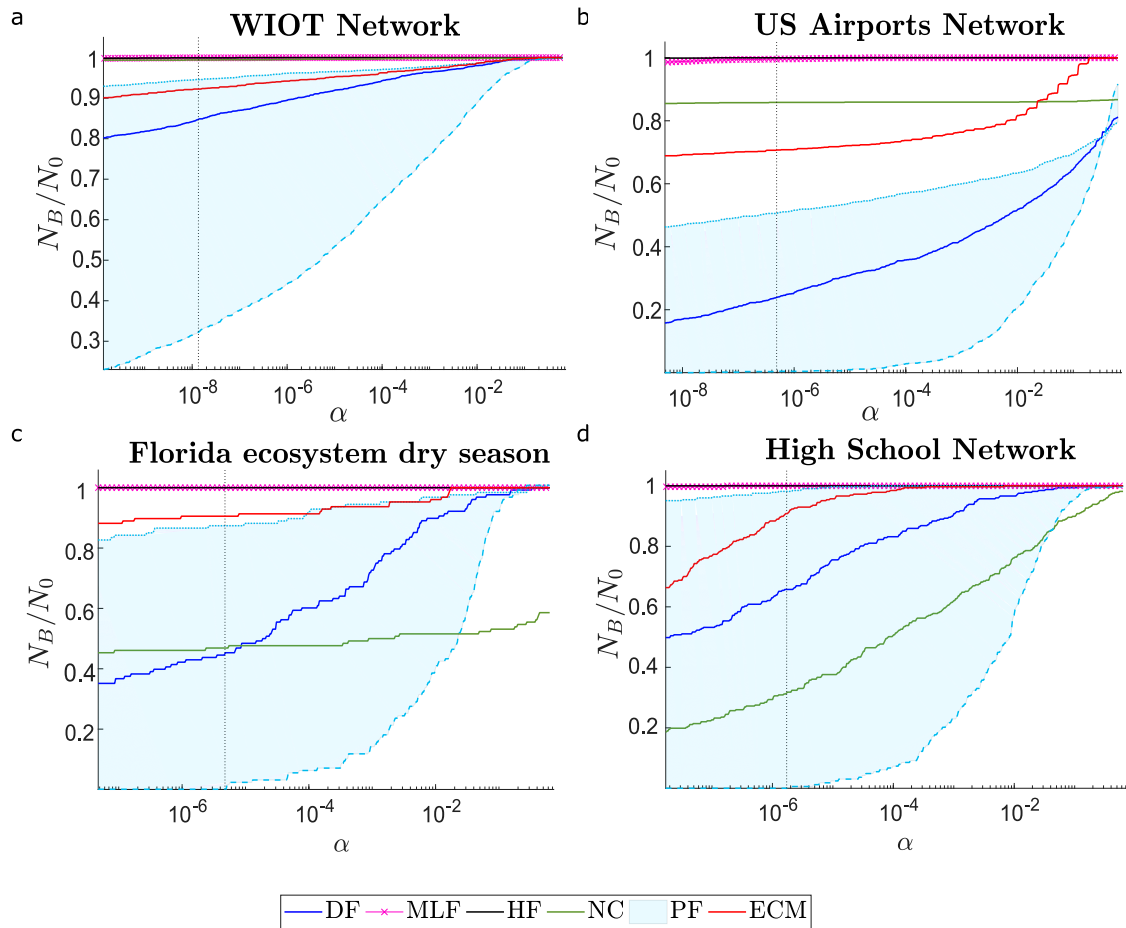 a
WIOT Network
1
0.9
0.8
0.7
0.6
0.5
0.4
0.3
N_B/N_0
10^-8
10^-6
10^-4
10^-2
α
b
US Airports Network
1
0.8
0.6
0.4
0.2
N_B/N_0
10^-8
10^-6
10^-4
10^-2
α
c
Florida ecosystem dry season
1
0.8
0.6
0.4
0.2
N_B/N_0
10^-6
10^-4
10^-2
α
d
High School Network
1
0.8
0.6
0.4
0.2
N_B/N_0
10^-6
10^-4
10^-2
α
DF MLF HF NC PF ECM